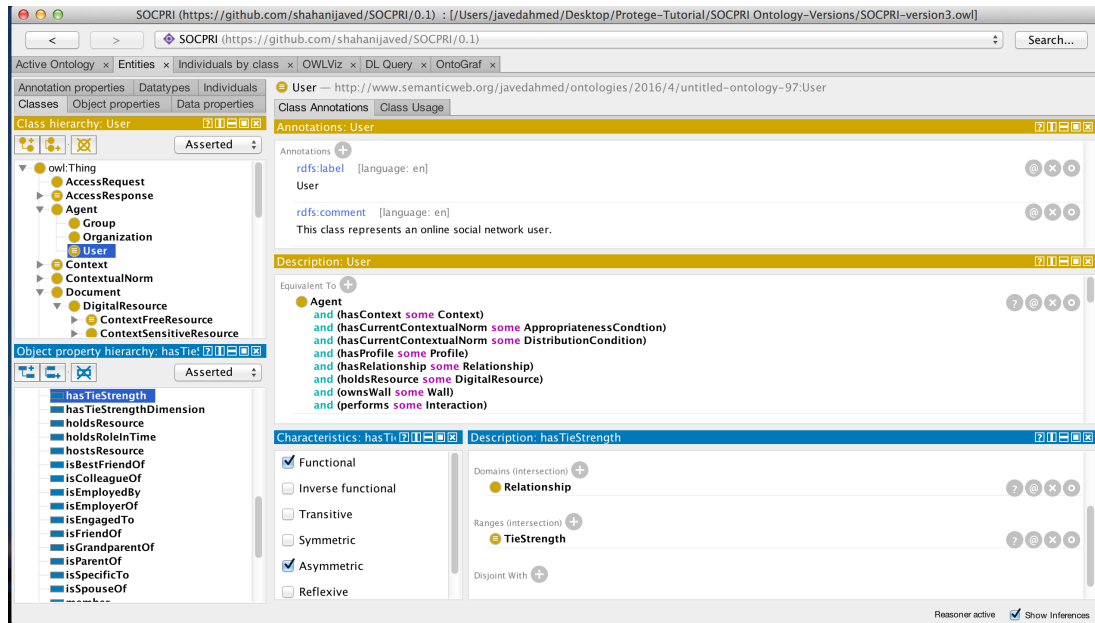 SOCPRI (https://github.com/shahanijaved/SOCPRI/0.1) : [/Users/javedahmed/Desktop/Protege-Tutorial/SOCPRI Ontology-Versions/SOCPRI-version3.owl]
< > SOCPRI (https://github.com/shahanijaved/SOCPRI/0.1) Search...
Active Ontology × Entities × Individuals by class × OWLViz × DL Query × OntoGraf ×
Annotation properties Datatypes Individuals
Classes Object properties Data properties
Class hierarchy: User
Asserted
owl:Thing
AccessRequest
AccessResponse
Agent
Group
Organization
User
Context
ContextualNorm
Document
DigitalResource
ContextFreeResource
ContextSensitiveResource
Object property hierarchy: hasTie
Asserted
hasTieStrength
hasTieStrengthDimension
holdsResource
holdsRoleInTime
hostsResource
isBestFriendOf
isColleagueOf
isEmployedBy
isEmployerOf
isEngagedTo
isFriendOf
isGrandparentOf
isParentOf
isSpecificTo
isSpouseOf
User — http://www.semanticweb.org/javedahmed/ontologies/2016/4/untitled-ontology-97:User
Class Annotations Class Usage
Annotations: User
Annotations
rdfs:label [language: en]
User
rdfs:comment [language: en]
This class represents an online social network user.
Description: User
Equivalent To
Agent
and (hasContext some Context)
and (hasCurrentContextualNorm some AppropriatenessCondtion)
and (hasCurrentContextualNorm some DistributionCondition)
and (hasProfile some Profile)
and (hasRelationship some Relationship)
and (holdsResource some DigitalResource)
and (ownsWall some Wall)
and (performs some Interaction)
Characteristics: hasTi
Functional
Inverse functional
Transitive
Symmetric
Asymmetric
Reflexive
Description: hasTieStrength
Domains (intersection)
Relationship
Ranges (intersection)
TieStrength
Disjoint With
Reasoner active Show Inferences